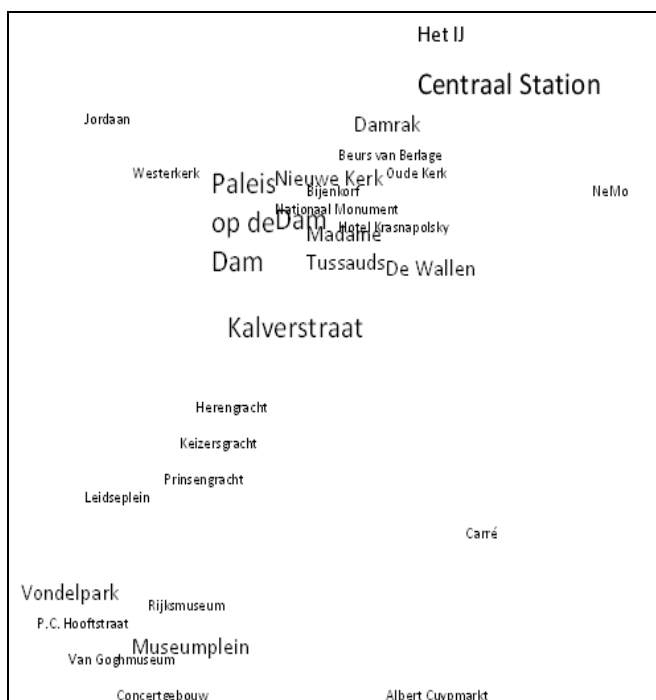 Het IJ
Centraal Station
Jordaan
Damrak
Beurs van Berlage
Westerkerk
Oude Kerk
Nieuwe Kerk
Paleis
op de
Dam
Bijenkorf
NeMo
Nationaal Monument
Dam
Hotel Krasnapolsky
Madame
Tussauds
De Wallen
Kalverstraat
Herengracht
Keizersgracht
Prinsengracht
Leidseplein
Carré
Vondelpark
Rijksmuseum
P.C. Hooftstraat
Museumplein
Van Goghmuseum
Concertgebouw
Albert Cuypmarkt